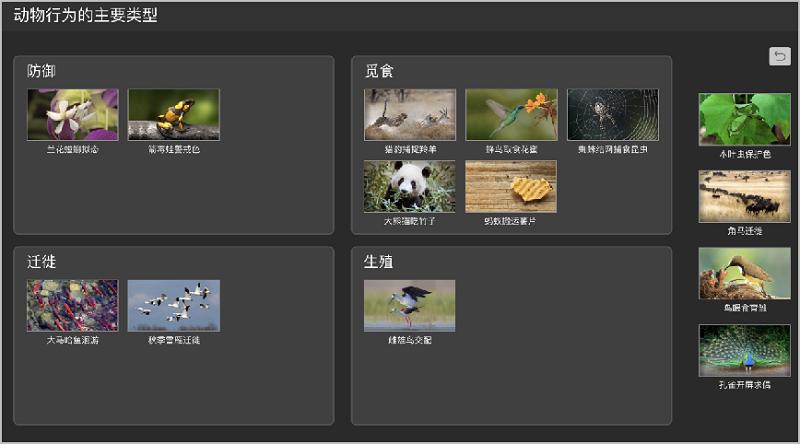 动物行为的主要类型
防御
兰花螳螂拟态
箭毒蛙警戒色
觅食
猎豹捕捉羚羊
蜂鸟取食花蜜
蜘蛛结网捕食昆虫
大熊猫吃竹子
蚂蚁搬运薯片
迁徙
大马哈鱼洄游
秋季雪雁迁徙
生殖
雌雄鸟交配
木叶虫保护色
角马迁徙
鸟喂食育雏
孔雀开屏求偶